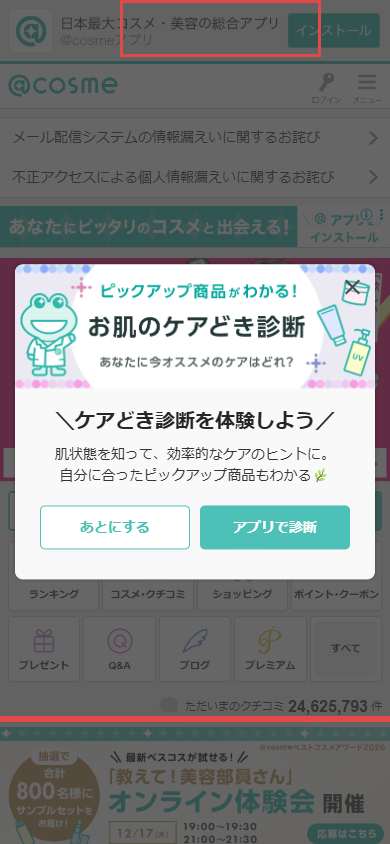 日本最大コスメ・美容の総合アプリ
@cosmeアプリ
インストール
@cosme
ログイン
メニュー
メール配信システムの情報漏えいに関するお詫び
不正アクセスによる個人情報漏えいに関するお詫び
あなたにピッタリのコスメと出会える!
@ アプリ
インストール
ピックアップ商品がわかる!
お肌のケアどき診断
あなたに今オススメのケアはどれ?
UV
\ケアどき診断を体験しよう/
肌状態を知って、効率的なケアのヒントに。
自分に合ったピックアップ商品もわかる🌿
あとにする
アプリで診断
ランキング
コスメ・クチコミ
ショッピング
ポイント・クーポン
プレゼント
Q&A
ブログ
プレミアム
すべて
ただいまのクチコミ 24,625,793 件
抽選で
合計
800名様に
サンプルセットを
お届け!
@cosmeベストコスメアワード2025
\ 最新ベスコスが試せる! /
「教えて!美容部員さん」
オンライン体験会 開催
12/17(水)
19:00~19:30
21:00~21:30
応募はこちら